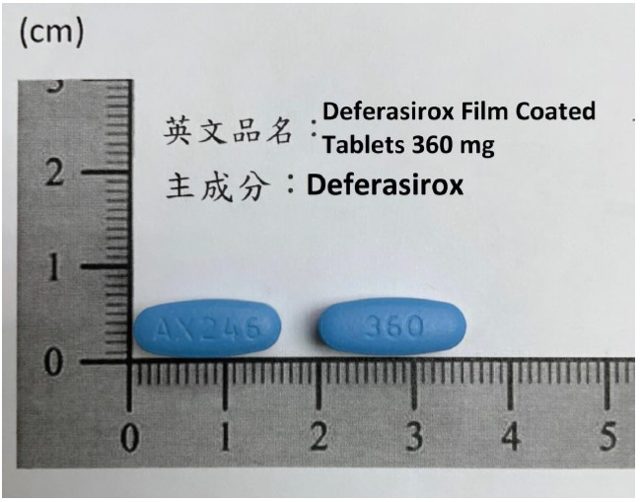 (cm)
英文品名：Deferasirox Film Coated
Tablets 360 mg
主成分：Deferasirox
3
2
1
0
AX246
360
0 1 2 3 4 5